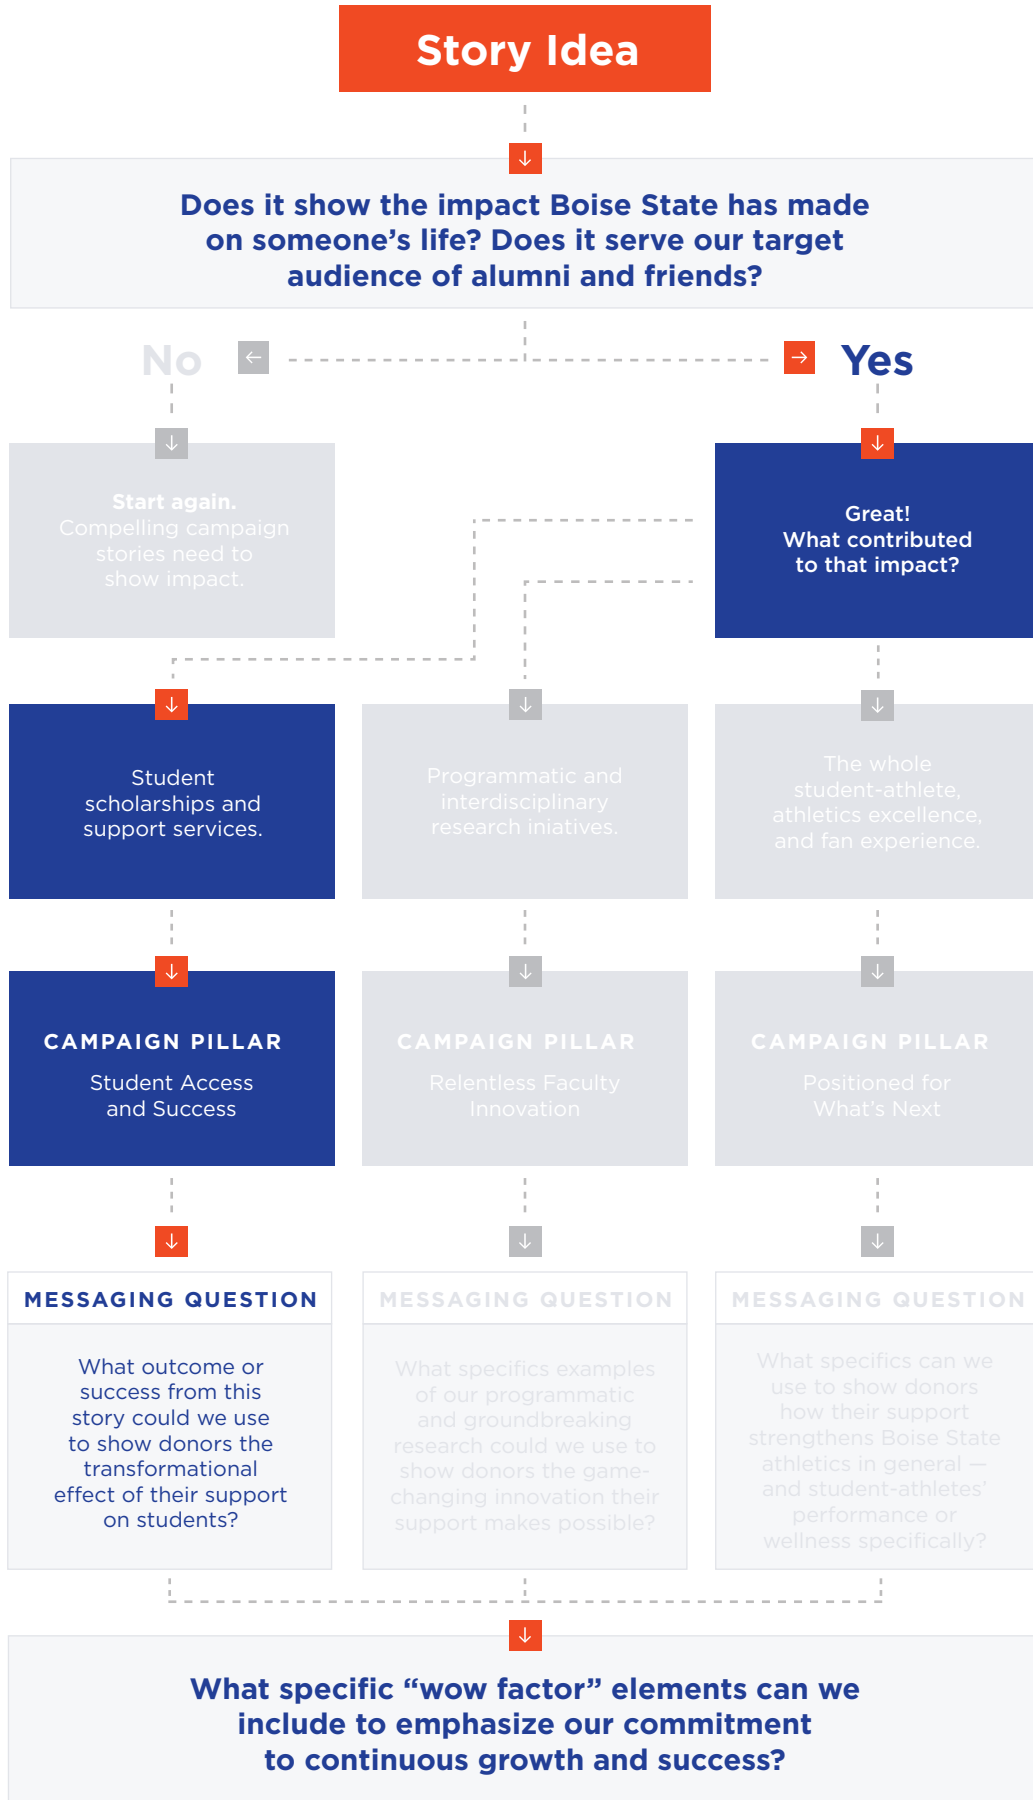 Story Idea
Does it show the impact Boise State has made
on someone’s life? Does it serve our target
audience of alumni and friends?
No
Yes
Start again.
Compelling campaign
stories need to
show impact.
Great!
What contributed
to that impact?
Student
scholarships and
support services.
Programmatic and
interdisciplinary
research iniatives.
The whole
student-athlete,
athletics excellence,
and fan experience.
CAMPAIGN PILLAR
Student Access
and Success
CAMPAIGN PILLAR
Relentless Faculty
Innovation
CAMPAIGN PILLAR
Positioned for
What’s Next
MESSAGING QUESTION
What outcome or
success from this
story could we use
to show donors the
transformational
effect of their support
on students?
MESSAGING QUESTION
What specifics examples
of our programmatic
and groundbreaking
research could we use to
show donors the game-
changing innovation their
support makes possible?
MESSAGING QUESTION
What specifics can we
use to show donors
how their support
strengthens Boise State
athletics in general —
and student-athletes’
performance or
wellness specifically?
What specific “wow factor” elements can we
include to emphasize our commitment
to continuous growth and success?